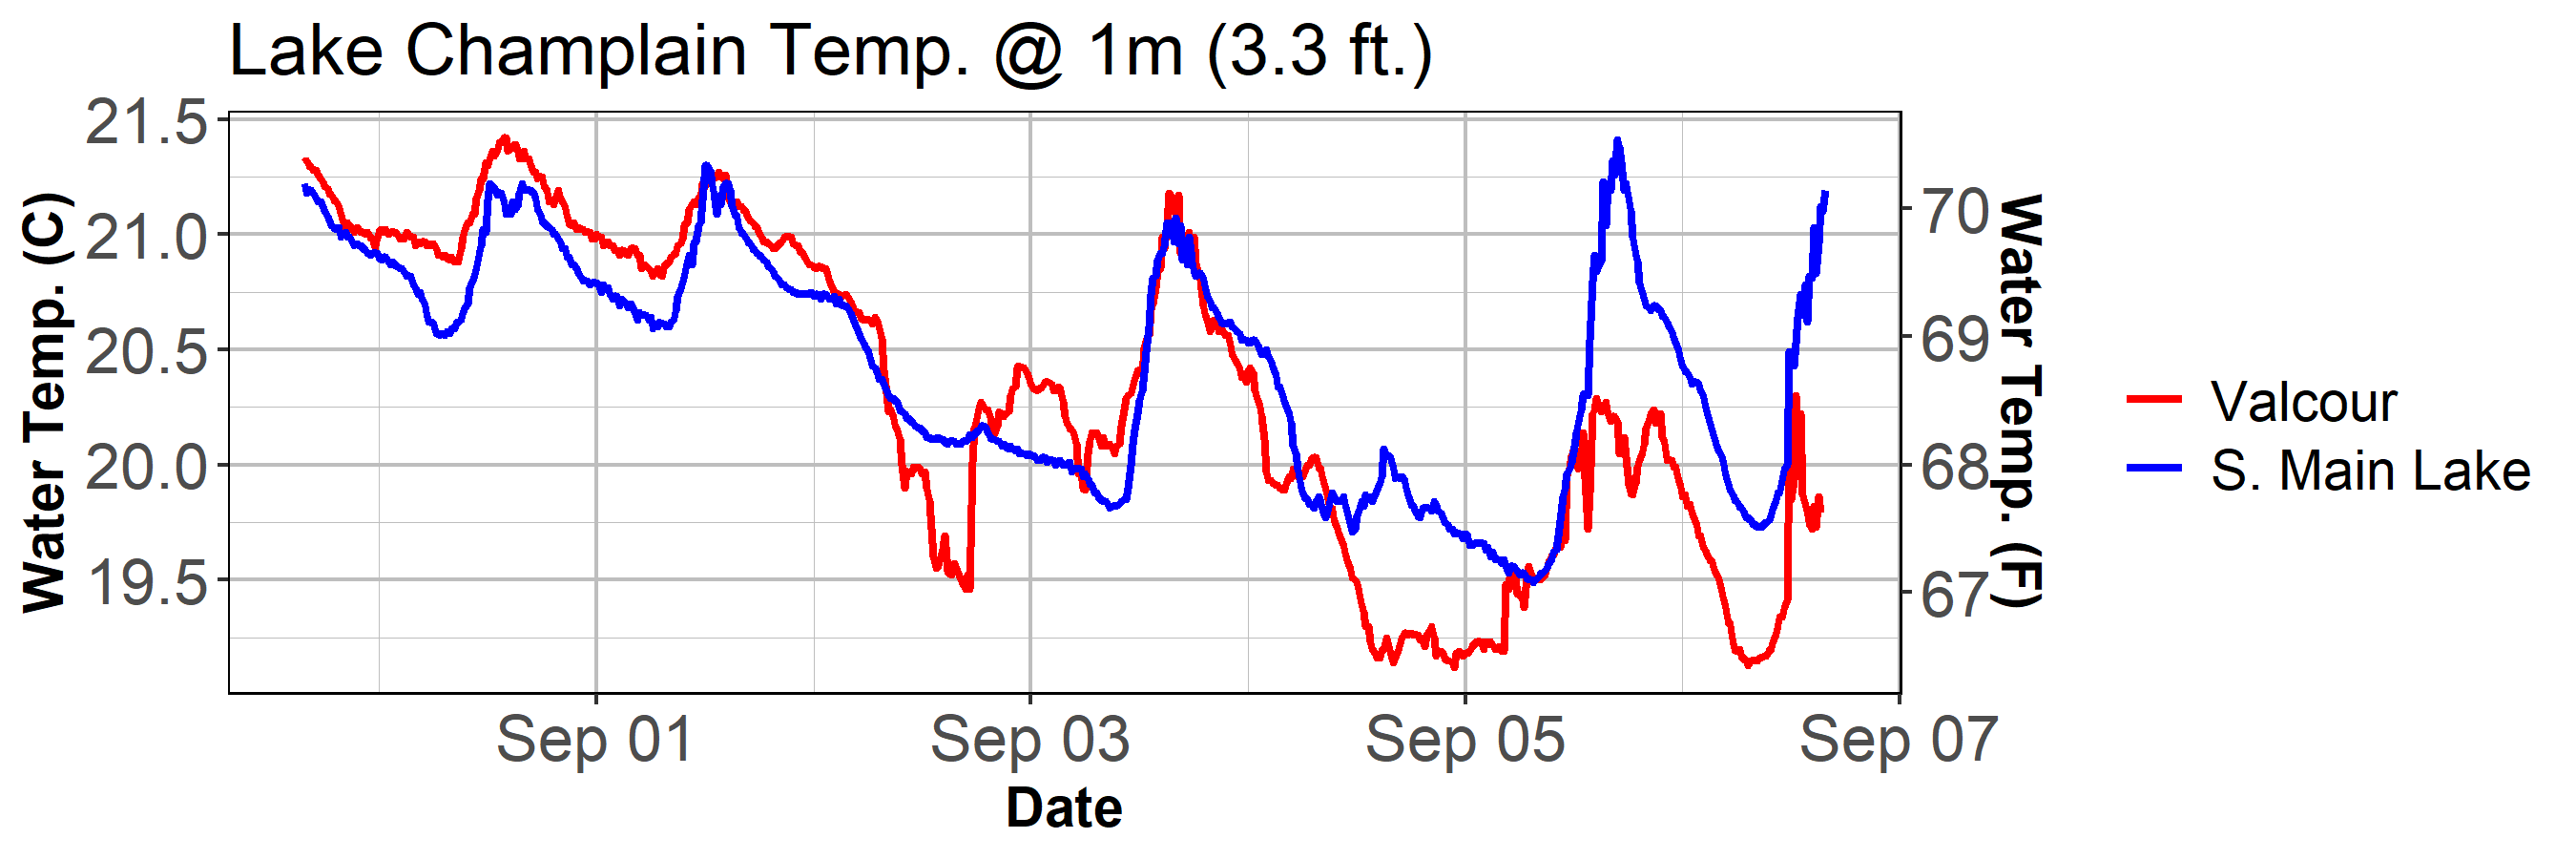 Lake Champlain Temp. @ 1m (3.3 ft.)
Water Temp. (C)
21.5
21.0
20.5
20.0
19.5
70
69
68
67
Water Temp. (F)
Sep 01
Sep 03
Sep 05
Sep 07
Date
Valcour
S. Main Lake